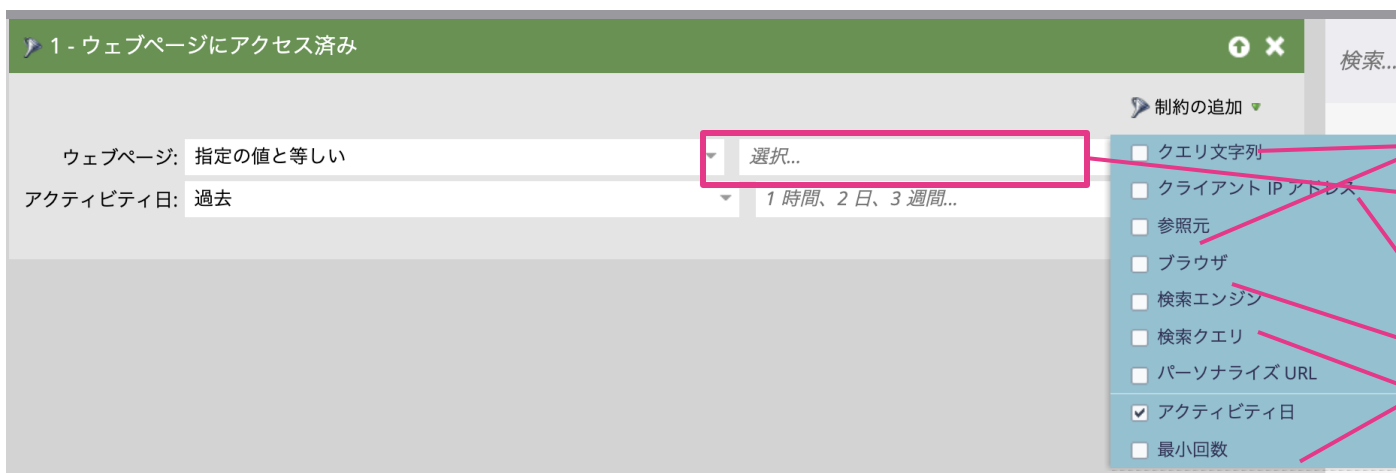 1 - ウェブページにアクセス済み
検索...
制約の追加
ウェブページ: 指定の値と等しい 選択...
アクティビティ日: 過去 1 時間、2 日、3 週間...
クエリ文字列
クライアント IP アドレス
参照元
ブラウザ
検索エンジン
検索クエリ
パーソナライズ URL
アクティビティ日
最小回数